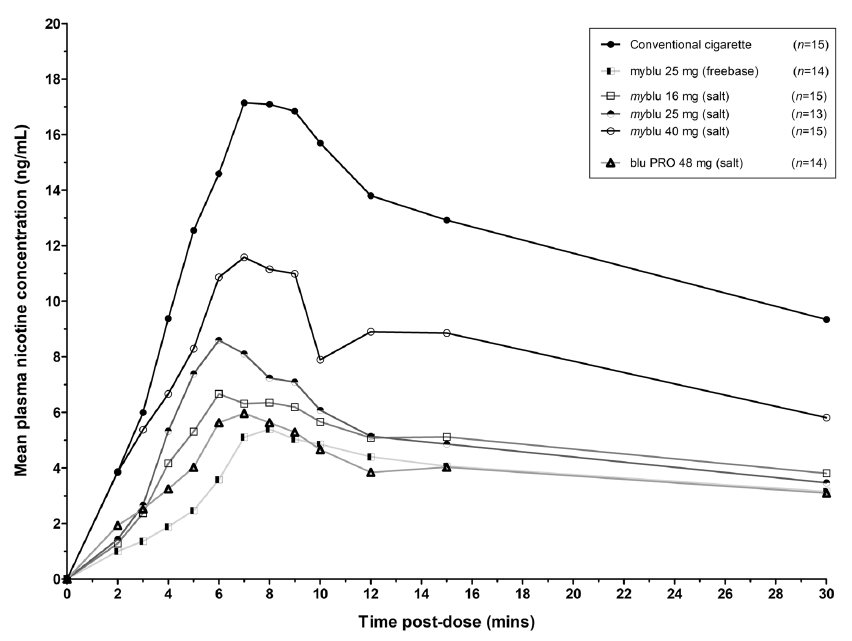 20
18
16
14
12
10
8
6
4
2
0
Mean plasma nicotine concentration (ng/mL)
Conventional cigarette (n=15)
myblu 25 mg (freebase) (n=14)
myblu 16 mg (salt) (n=15)
myblu 25 mg (salt) (n=13)
myblu 40 mg (salt) (n=15)
blu PRO 48 mg (salt) (n=14)
0 2 4 6 8 10 12 14 16 18 20 22 24 26 28 30
Time post-dose (mins)